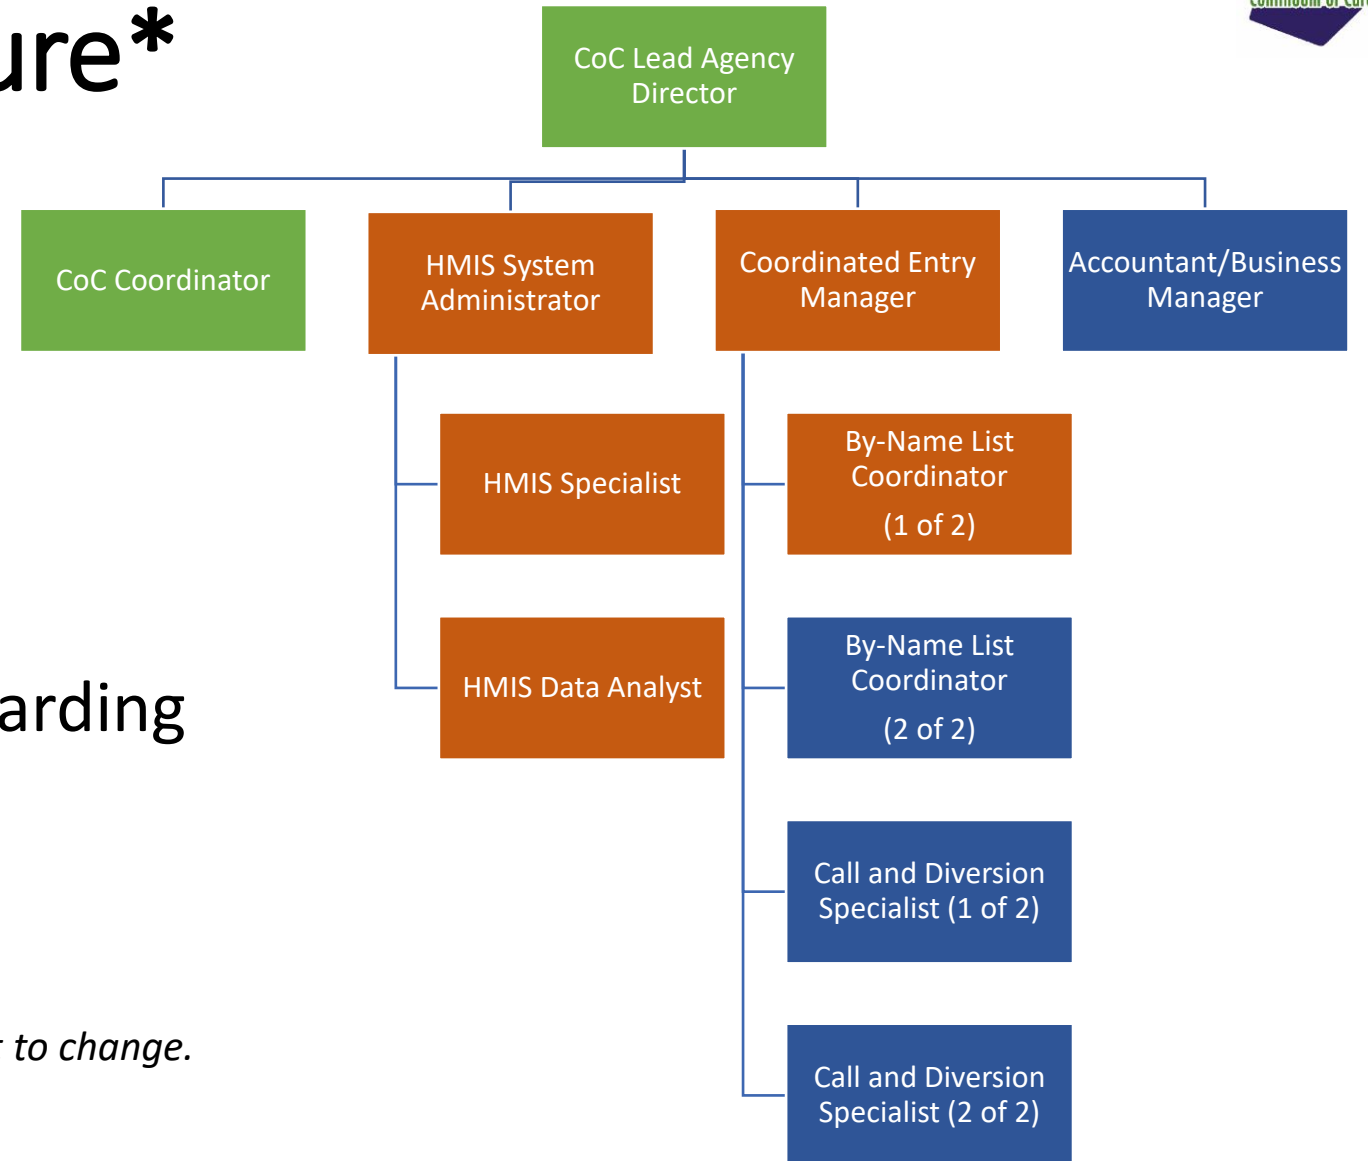 ure*
CoC Lead Agency
Director
CoC Coordinator
HMIS System
Administrator
Coordinated Entry
Manager
Accountant/Business
Manager
HMIS Specialist
By-Name List
Coordinator
(1 of 2)
HMIS Data Analyst
By-Name List
Coordinator
(2 of 2)
arding
Call and Diversion
Specialist (1 of 2)
to change.
Call and Diversion
Specialist (2 of 2)